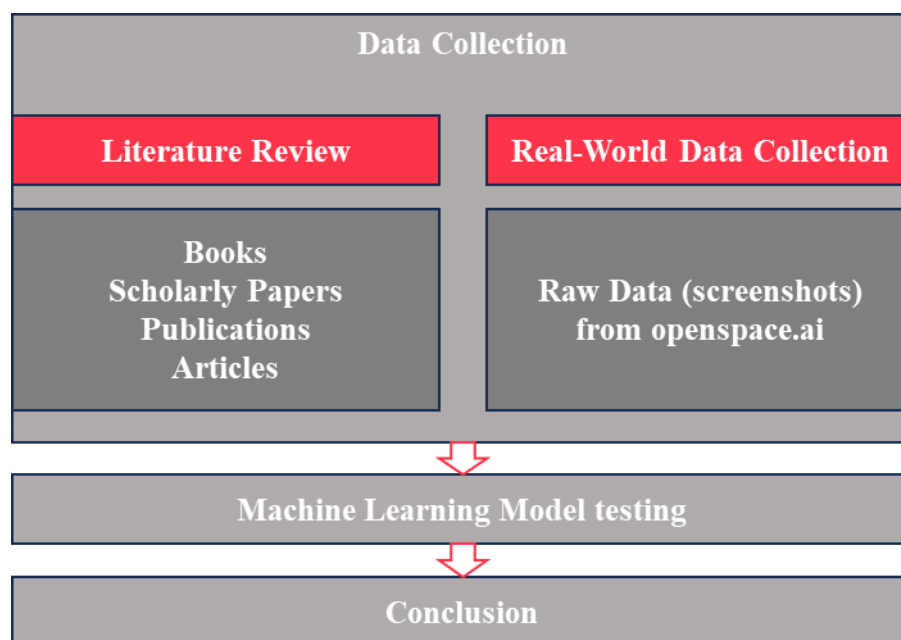 Data Collection
Literature Review
Real-World Data Collection
Books
Scholarly Papers
Publications
Articles
Raw Data (screenshots)
from openspace.ai
Machine Learning Model testing
Conclusion